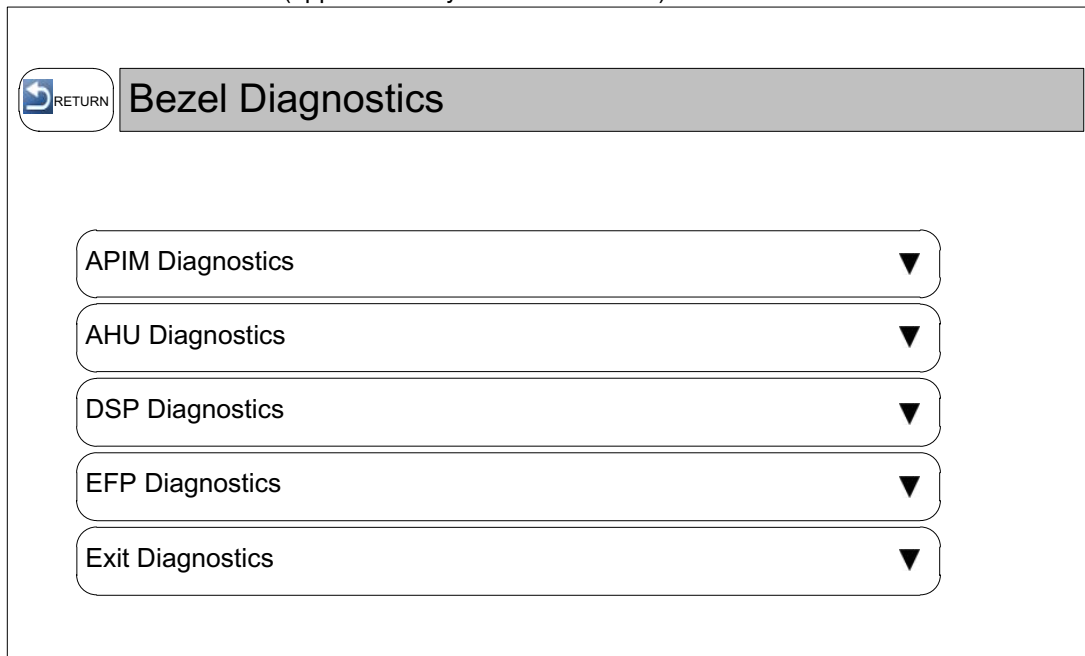 RETURN
Bezel Diagnostics
APIM Diagnostics
AHU Diagnostics
DSP Diagnostics
EFP Diagnostics
Exit Diagnostics